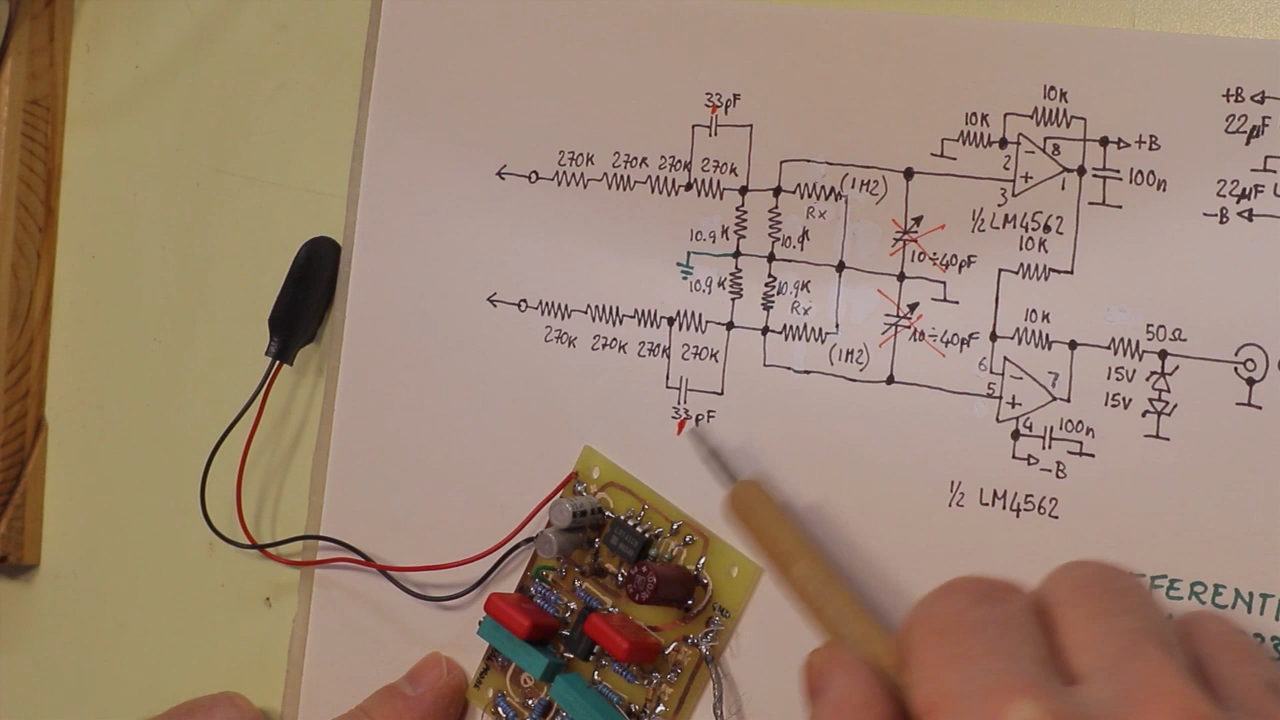 33pF
10K
10K
+B
22µF
270K 270K 270K 270K
(1M2)
Rx
2
8
1
3
+B
100n
22µF
-B
½ LM4562
10.9K
10.9K
10÷40pF
10K
10.9K
10.9K
Rx
10÷40pF
10K
50Ω
270K 270K 270K 270K
(1M2)
6
5
7
15V
15V
33pF
4
100n
-B
½ LM4562
FERENTI
GND